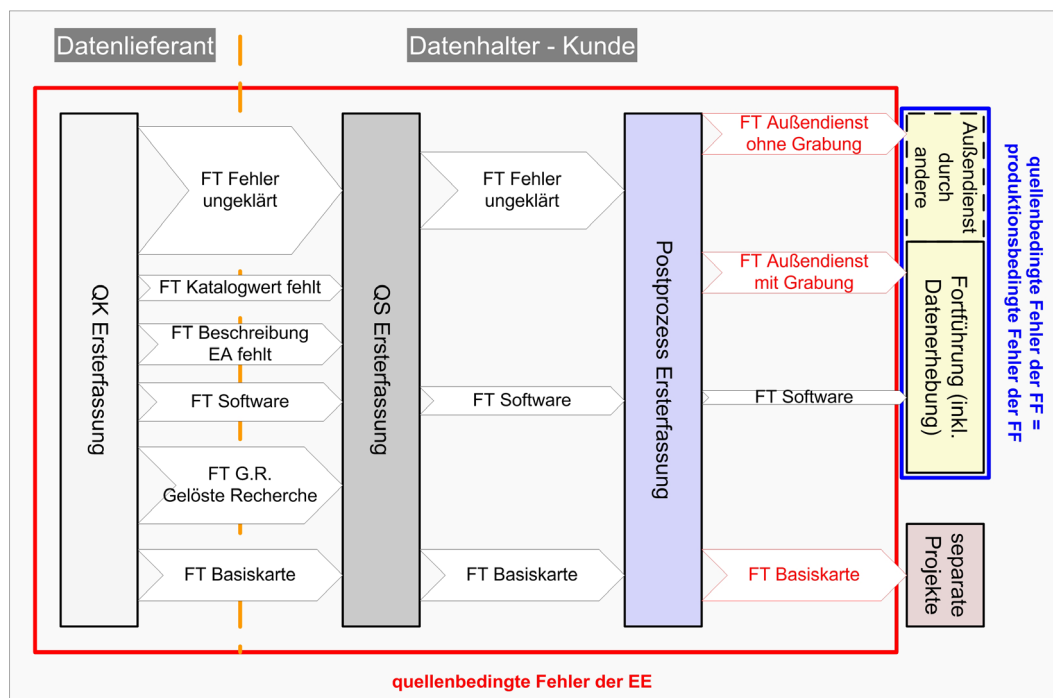 Datenlieferant
Datenhalter - Kunde
QK Ersterfassung
FT Fehler
ungeklärt
FT Katalogwert fehlt
FT Beschreibung
EA fehlt
FT Software
FT G.R.
Gelöste Recherche
FT Basiskarte
QS Ersterfassung
FT Fehler
ungeklärt
FT Software
FT Basiskarte
Postprozess Ersterfassung
FT Außendienst
ohne Grabung
FT Außendienst
mit Grabung
FT Software
FT Basiskarte
Außendienst
durch
andere
Fortführung (inkl.
Datenerhebung)
separate
Projekte
quellenbedingte Fehler der FF =
produktionsbedingte Fehler der FF
quellenbedingte Fehler der EE